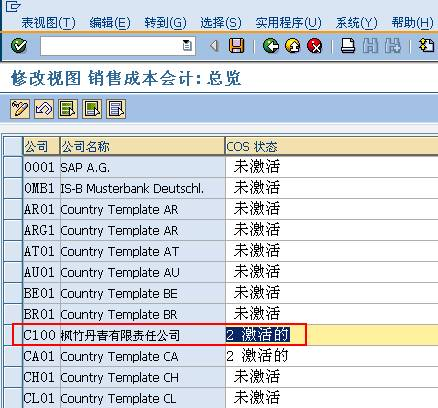 表视图(T) 编辑(E) 转到(G) 选择(S) 实用程序(U) 系统(Y) 帮助(H)
修改视图 销售成本会计: 总览
公司 公司名称 COS 状态
0001 SAP A.G. 未激活
0MB1 IS-B Musterbank Deutschl. 未激活
AR01 Country Template AR 未激活
ARG1 Country Template AR 未激活
AT01 Country Template AT 未激活
AU01 Country Template AU 未激活
BE01 Country Template BE 未激活
BR01 Country Template BR 未激活
C100 枫竹丹青有限责任公司 2 激活的
CA01 Country Template CA 2 激活的
CH01 Country Template CH 未激活
CL01 Country Template CL 未激活